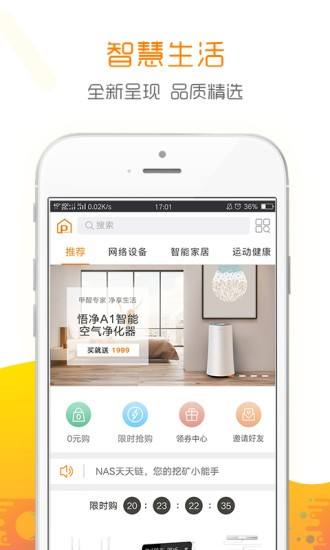 智慧生活
全新呈现 品质精选
0.02K/s
17:01
36%
搜索
推荐 网络设备 智能家居 运动健康
甲醛专家 净享生活
悟净A1智能
空气净化器
买就送 1999
0元购 限时抢购 领券中心 邀请好友
NAS天天链，您的挖矿小能手
限时购 20:23:22:35